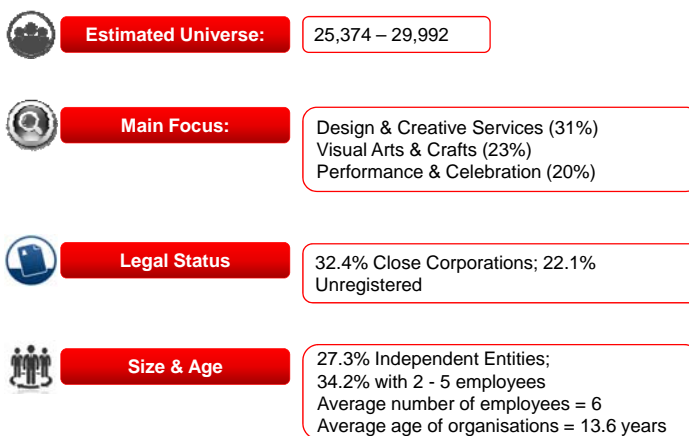 Estimated Universe:
25,374 – 29,992
Main Focus:
Design & Creative Services (31%)
Visual Arts & Crafts (23%)
Performance & Celebration (20%)
Legal Status
32.4% Close Corporations; 22.1%
Unregistered
Size & Age
27.3% Independent Entities;
34.2% with 2 - 5 employees
Average number of employees = 6
Average age of organisations = 13.6 years